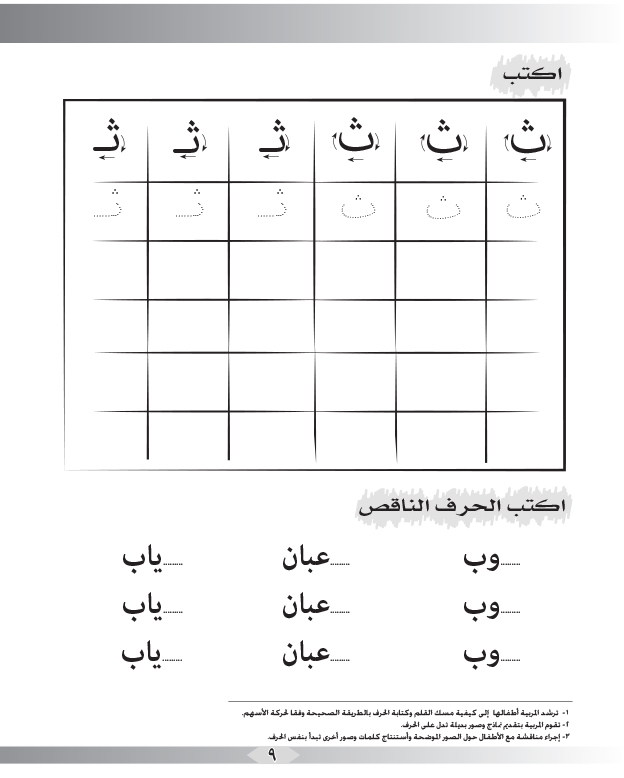 اكتب
ث ث ث ثـ ثـ ثـ
ث ث ث ثـ ثـ ثـ
اكتب الحرف الناقص
........وب ........عبان ........ياب
........وب ........عبان ........ياب
........وب ........عبان ........ياب
١- ترشد المربية أطفالها إلى كيفية مسك القلم وكتابة الحرف بالطريقة الصحيحة وفقا لحركة الأسهم.
٢- تقوم المربية بتقديم نماذج وصور بديلة تدل على الحرف.
٣- إجراء مناقشة مع الأطفال حول الصور الموضحة وأستنتاج كلمات وصور أخرى تبدأ بنفس الحرف.
٩